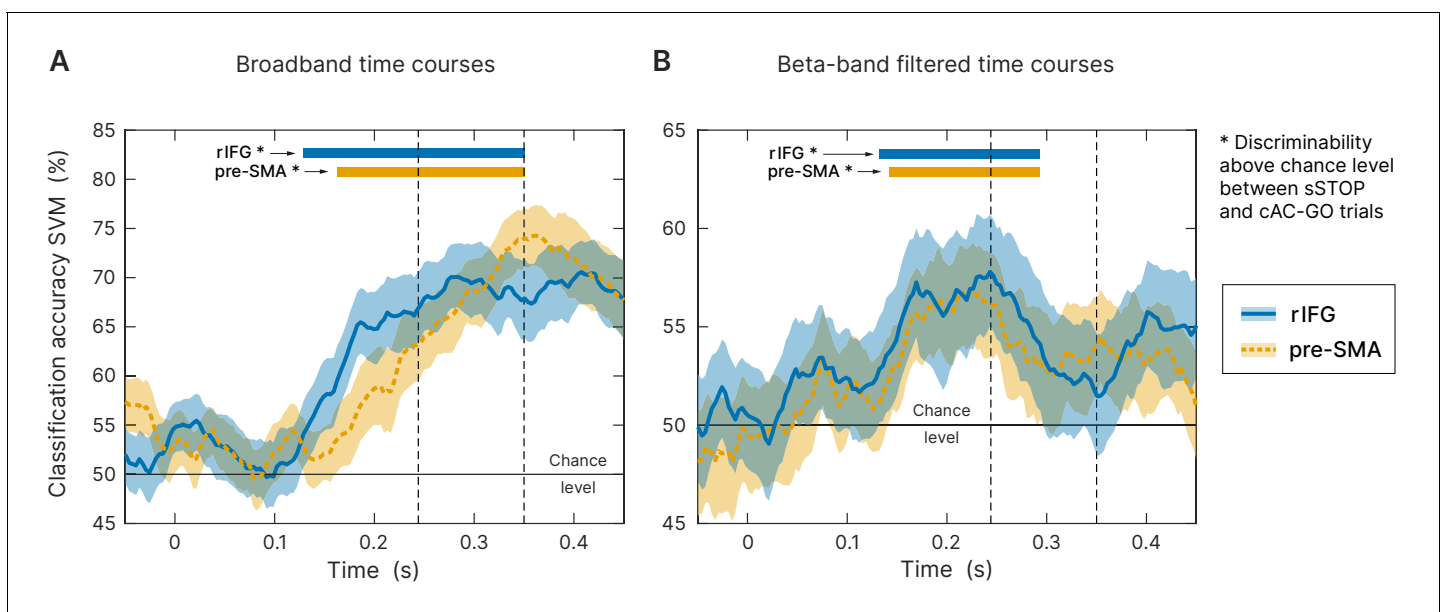 A
Broadband time courses
B
Beta-band filtered time courses
85
80
75
70
65
60
55
50
45
Classification accuracy SVM (%)
rIFG *
pre-SMA *
Chance
level
0
0.1
0.2
0.3
0.4
Time (s)
65
60
55
50
45
rIFG *
pre-SMA *
Chance
level
0
0.1
0.2
0.3
0.4
Time (s)
* Discriminability
above chance level
between sSTOP
and cAC-GO trials
rIFG
pre-SMA